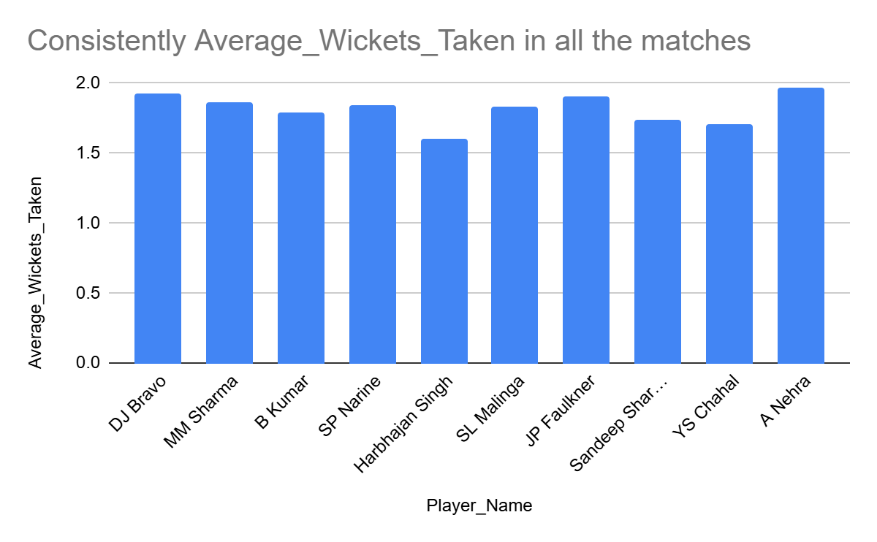 Consistently Average_Wickets_Taken in all the matches
Average_Wickets_Taken
2.0
1.5
1.0
0.5
0.0
DJ Bravo
MM Sharma
B Kumar
SP Narine
Harbhajan Singh
SL Malinga
JP Faulkner
Sandeep Shar…
YS Chahal
A Nehra
Player_Name